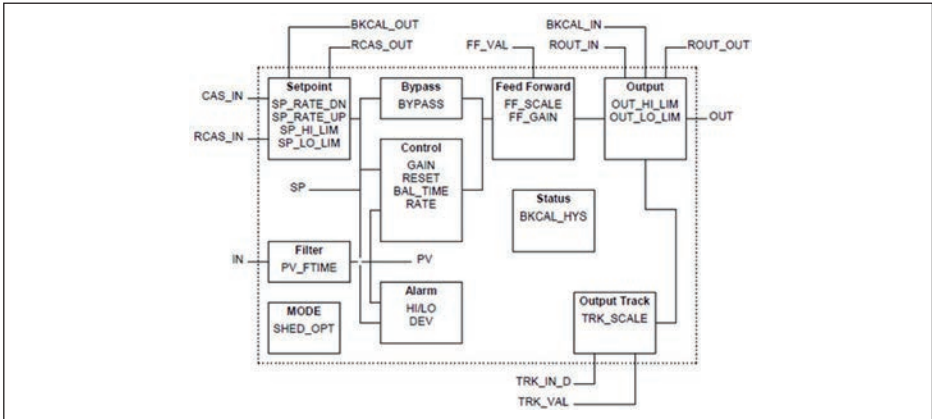 BKCAL_OUT
RCAS_OUT
FF_VAL
BKCAL_IN
ROUT_IN
ROUT_OUT
CAS_IN
RCAS_IN
Setpoint
SP_RATE_DN
SP_RATE_UP
SP_HI_LIM
SP_LO_LIM
Bypass
BYPASS
Feed Forward
FF_SCALE
FF_GAIN
Output
OUT_HI_LIM
OUT_LO_LIM
OUT
Control
GAIN
RESET
BAL_TIME
RATE
SP
Status
BKCAL_HYS
IN
Filter
PV_FTIME
PV
Alarm
HI/LO
DEV
MODE
SHED_OPT
Output Track
TRK_SCALE
TRK_IN_D
TRK_VAL